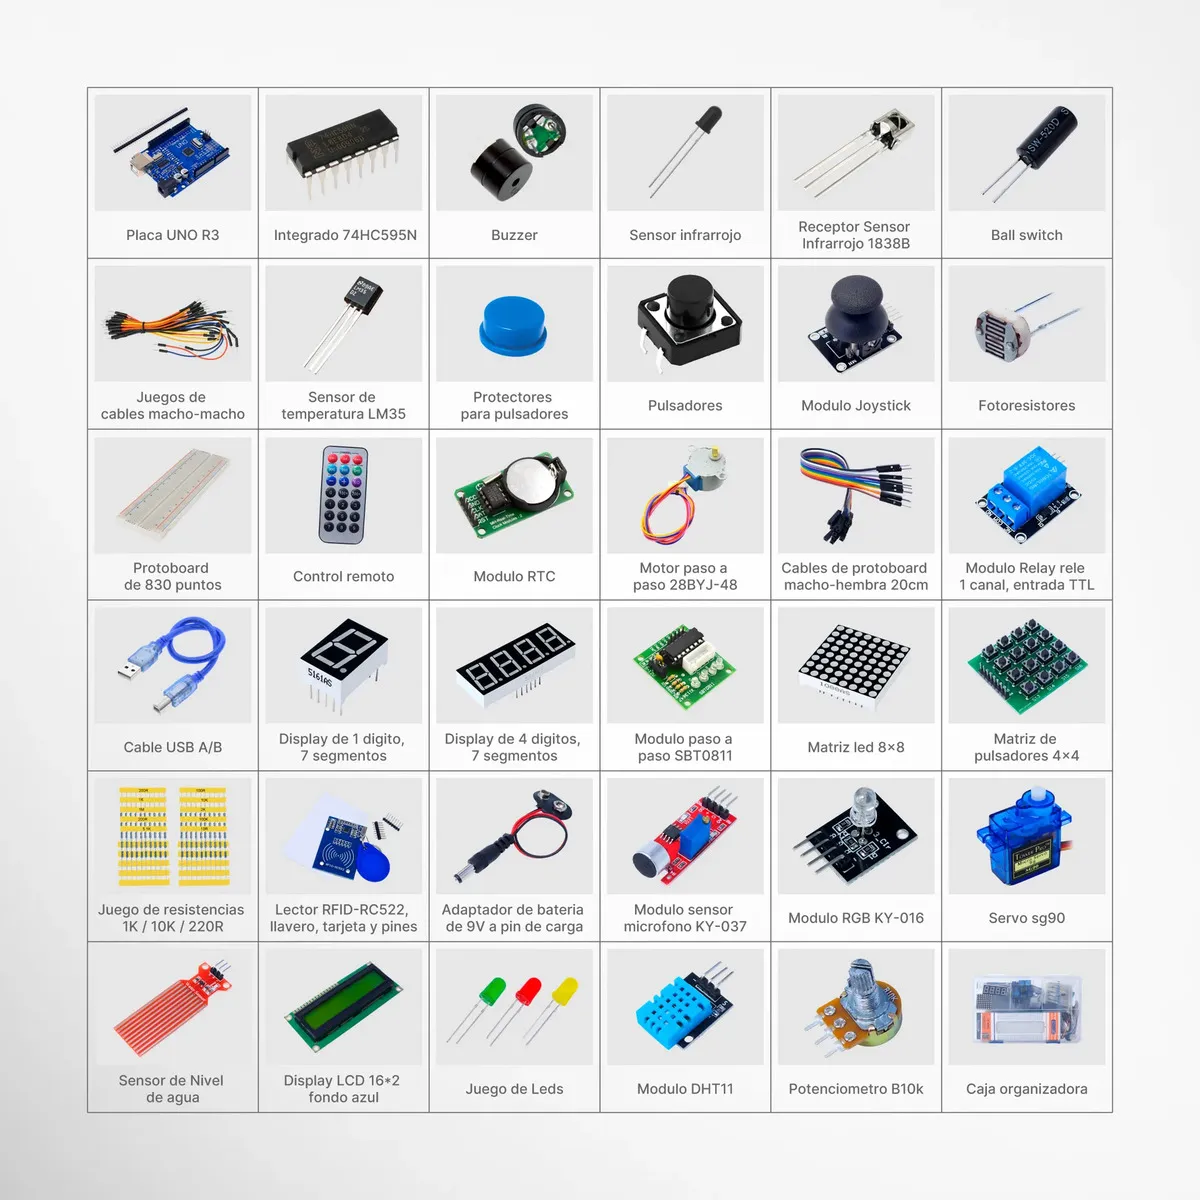 Placa UNO R3
Integrado 74HC595N
Buzzer
Sensor infrarrojo
Receptor Sensor
Infrarrojo 1838B
SW-520D
Ball switch
Juegos de
cables macho-macho
LM35
Sensor de
temperatura LM35
Protectores
para pulsadores
Pulsadores
Modulo Joystick
Fotoresistores
Protoboard
de 830 puntos
Control remoto
Modulo RTC
Motor paso a
paso 28BYJ-48
Cables de protoboard
macho-hembra 20cm
Modulo Relay rele
1 canal, entrada TTL
Cable USB A/B
5161AS
Display de 1 digito,
7 segmentos
Display de 4 digitos,
7 segmentos
Modulo paso a
paso SBT0811
Matriz led 8×8
Matriz de
pulsadores 4×4
Juego de resistencias
1K / 10K / 220R
Lector RFID-RC522,
llavero, tarjeta y pines
Adaptador de bateria
de 9V a pin de carga
Modulo sensor
microfono KY-037
Modulo RGB KY-016
Servo sg90
Sensor de Nivel
de agua
Display LCD 16*2
fondo azul
Juego de Leds
Modulo DHT11
B10K
Potenciometro B10k
Caja organizadora